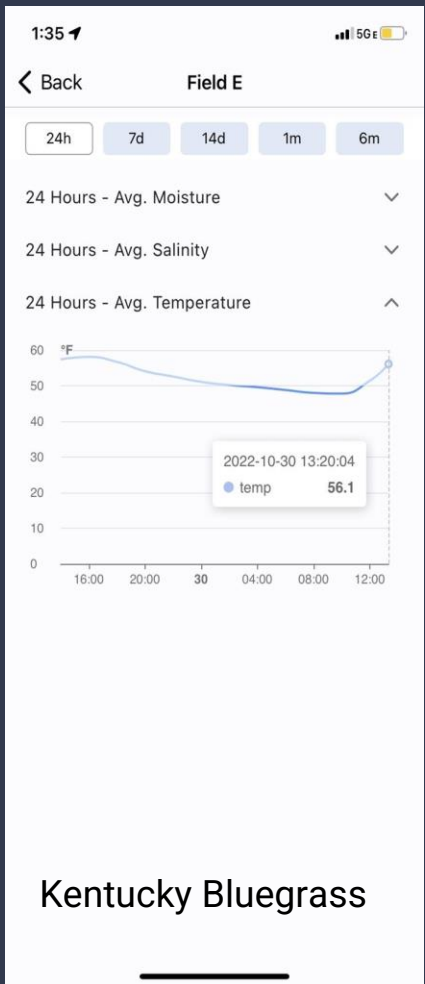 1:35 5GE
Back Field E
24h 7d 14d 1m 6m
24 Hours - Avg. Moisture
24 Hours - Avg. Salinity
24 Hours - Avg. Temperature
°F
60
50
40
30
20
10
0
2022-10-30 13:20:04
temp 56.1
16:00 20:00 30 04:00 08:00 12:00
Kentucky Bluegrass